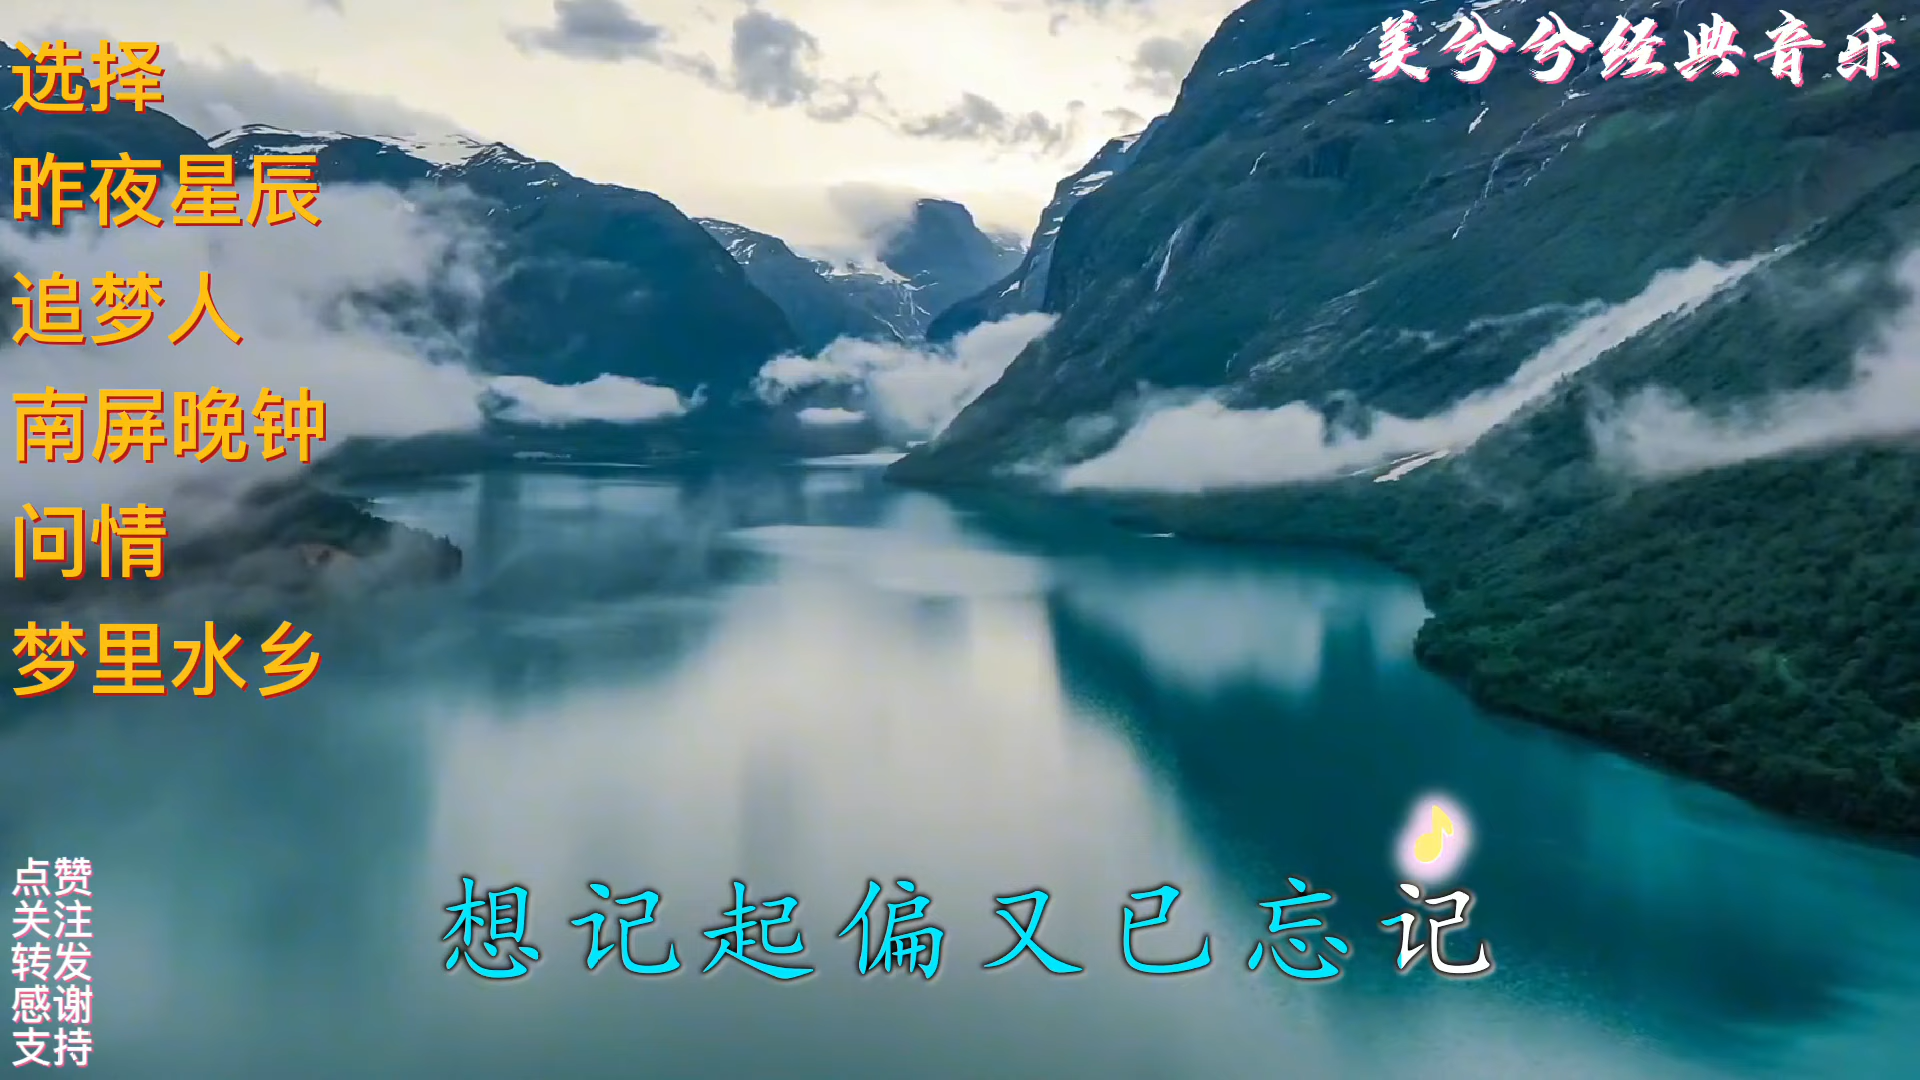 美兮兮经典音乐
选择
昨夜星辰
追梦人
南屏晚钟
问情
梦里水乡
点赞
关注
转发
感谢
支持
想记起偏又已忘记